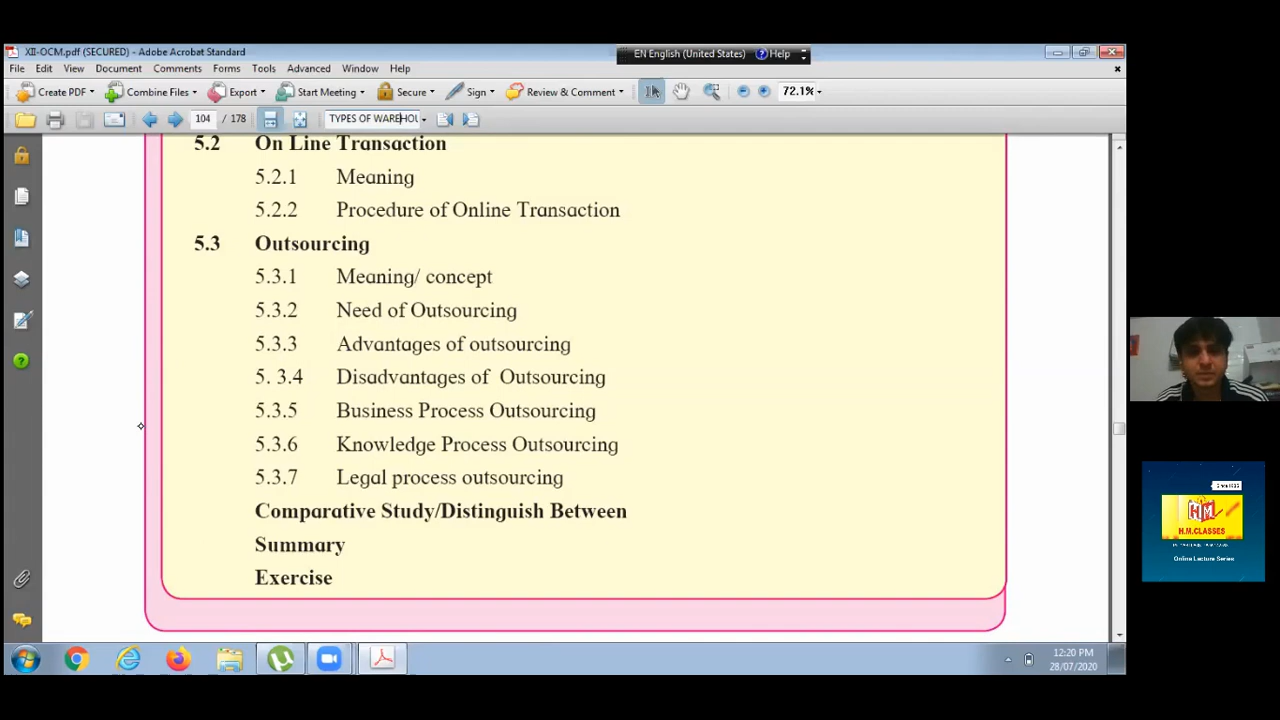 XII-OCM.pdf (SECURED) - Adobe Acrobat Standard
EN English (United States) ? Help
File Edit View Document Comments Forms Tools Advanced Window Help
Create PDF Combine Files Export Start Meeting Secure Sign Review & Comment 72.1%
104 / 178 TYPES OF WAREHOU
5.2 On Line Transaction
5.2.1 Meaning
5.2.2 Procedure of Online Transaction
5.3 Outsourcing
5.3.1 Meaning/ concept
5.3.2 Need of Outsourcing
5.3.3 Advantages of outsourcing
5. 3.4 Disadvantages of Outsourcing
5.3.5 Business Process Outsourcing
5.3.6 Knowledge Process Outsourcing
5.3.7 Legal process outsourcing
Comparative Study/Distinguish Between
Summary
Exercise
HM
H.M.CLASSES
Online Lecture Series
12:20 PM
28/07/2020